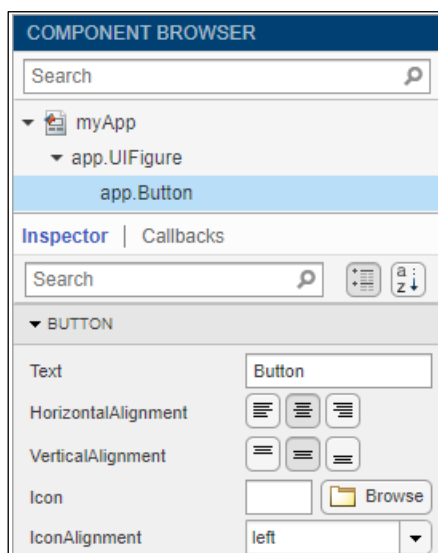 COMPONENT BROWSER
Search
myApp
app.UIFigure
app.Button
Inspector | Callbacks
Search
a z
BUTTON
Text Button
HorizontalAlignment
VerticalAlignment
Icon Browse
IconAlignment left